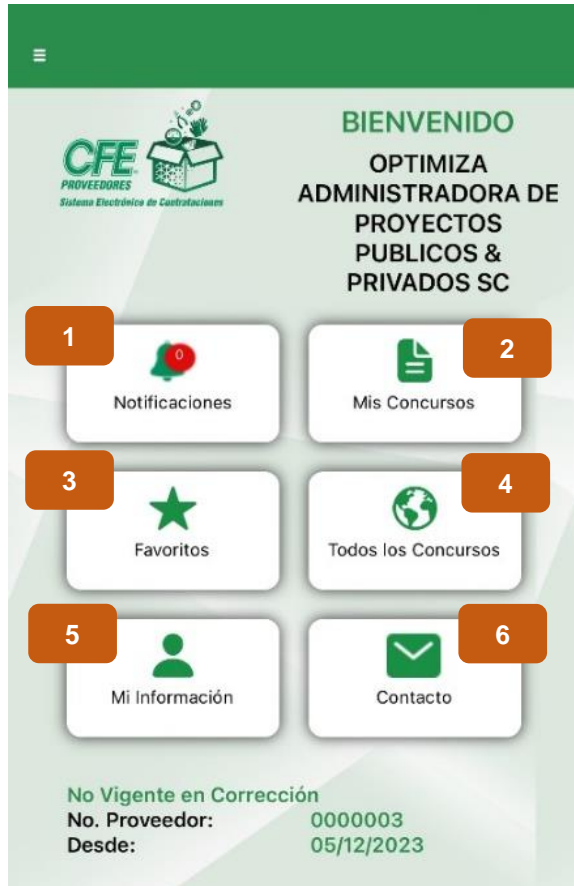 CFE
PROVEEDORES
Sistema Electrónico de Contrataciones
BIENVENIDO
OPTIMIZA
ADMINISTRADORA DE
PROYECTOS
PUBLICOS &
PRIVADOS SC
1
0
Notificaciones
2
Mis Concursos
3
Favoritos
4
Todos los Concursos
5
Mi Información
6
Contacto
No Vigente en Corrección
No. Proveedor: 0000003
Desde: 05/12/2023